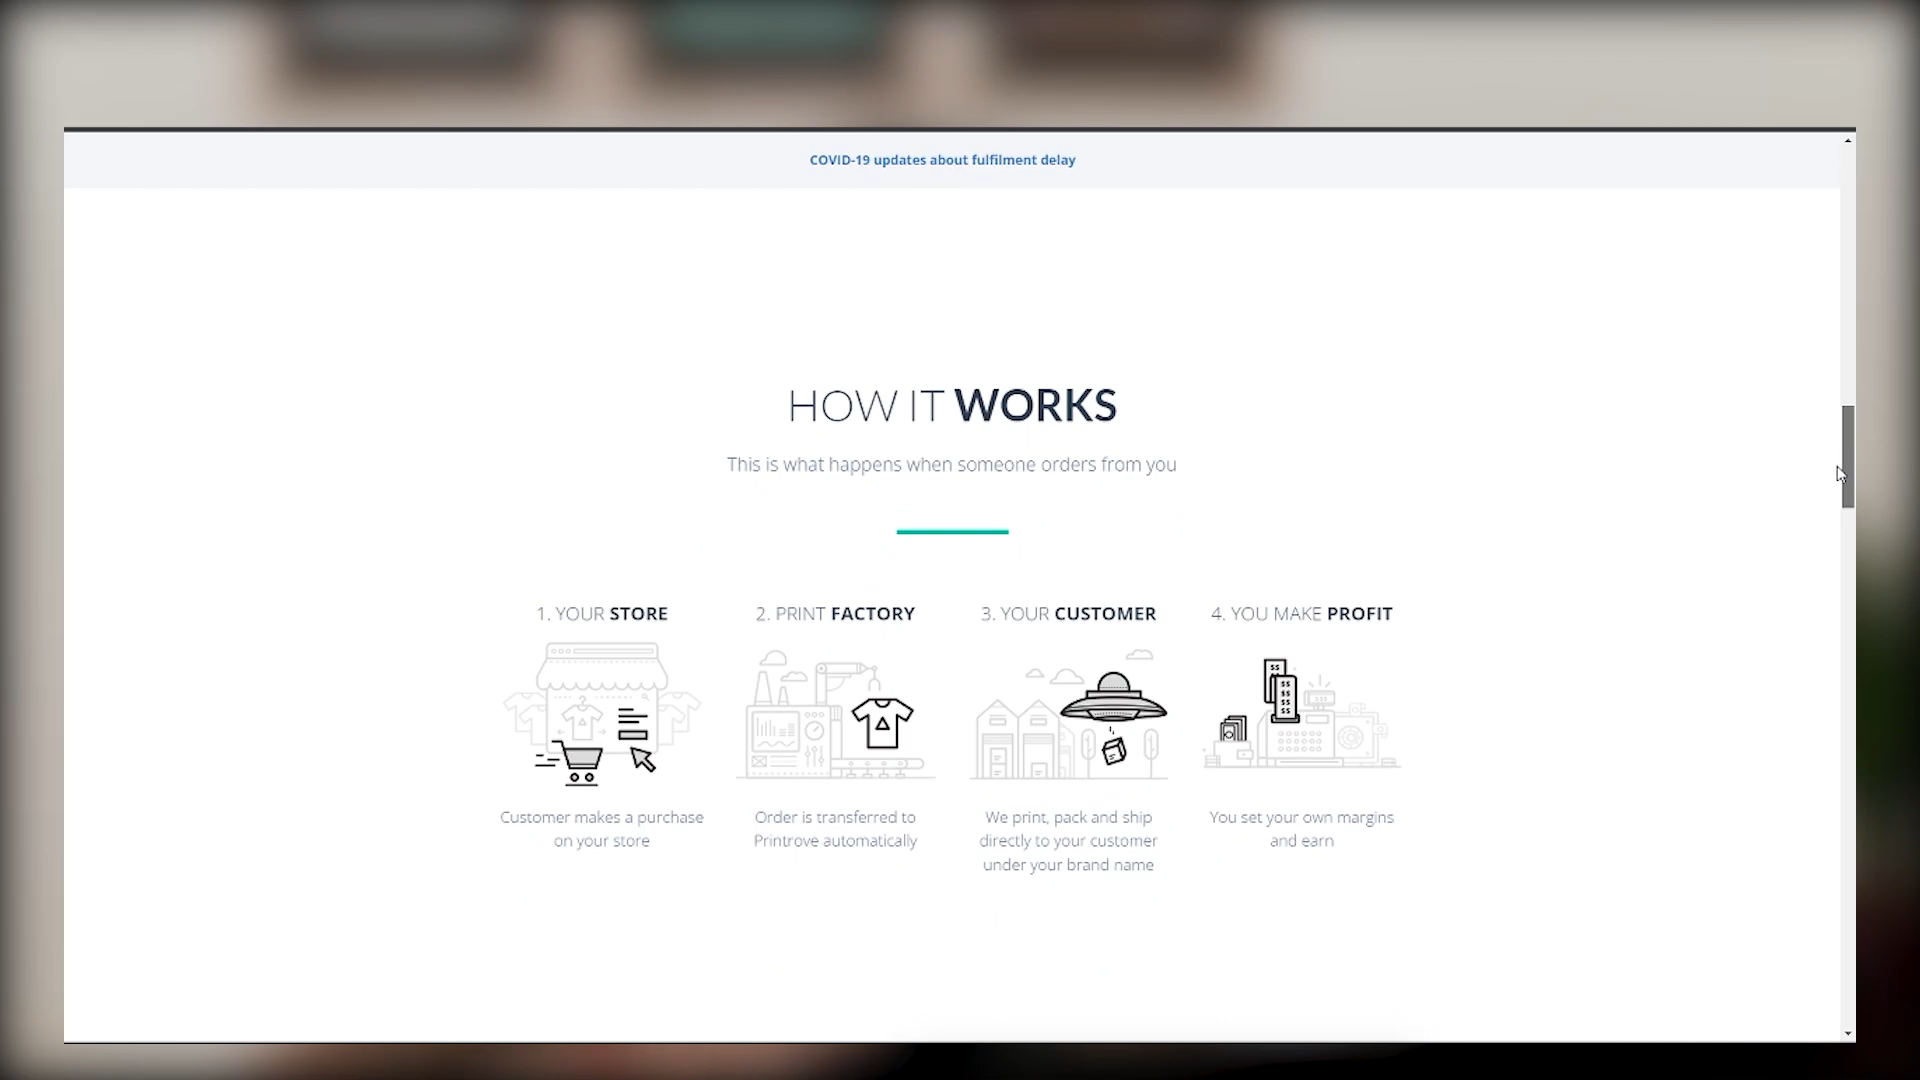 COVID-19 updates about fulfilment delay
HOW IT WORKS
This is what happens when someone orders from you
1. YOUR STORE
2. PRINT FACTORY
3. YOUR CUSTOMER
4. YOU MAKE PROFIT
$$
$$
$$
$$
$$
Customer makes a purchase
on your store
Order is transferred to
Printrove automatically
We print, pack and ship
directly to your customer
under your brand name
You set your own margins
and earn